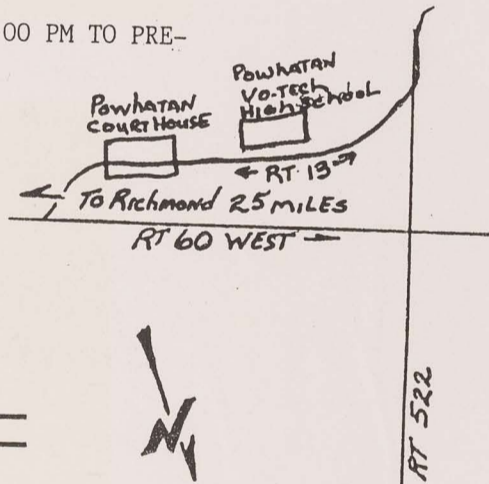 00 PM TO PRE-
POWHATAN
COURT HOUSE
POWHATAN
VO-TECH
HIGH SCHOOL
RT 13
TO RICHMOND 25 MILES
RT 60 WEST
N
RT 522